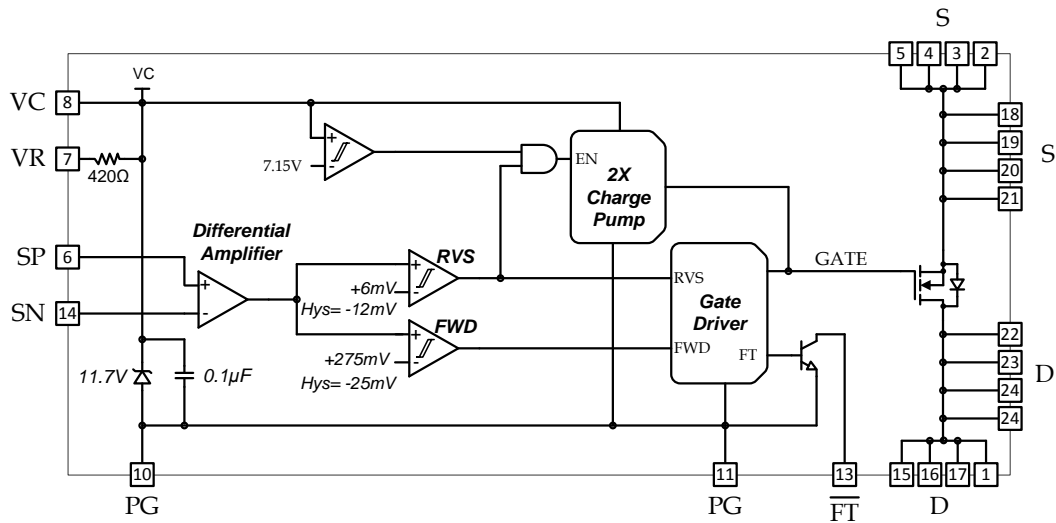 S
5 4 3 2
VC
VC 8
VR 7
420Ω
+
-
7.15V
EN
2X
Charge
Pump
18
19
20
21
S
Differential
Amplifier
SP 6
SN 14
+
-
RVS
+
-
+6mV
Hys= -12mV
FWD
+
-
+275mV
Hys= -25mV
RVS
Gate
Driver
FWD
FT
GATE
11.7V
0.1µF
22
23
24
24
D
10
PG
11
PG
13
FT
15 16 17 1
D